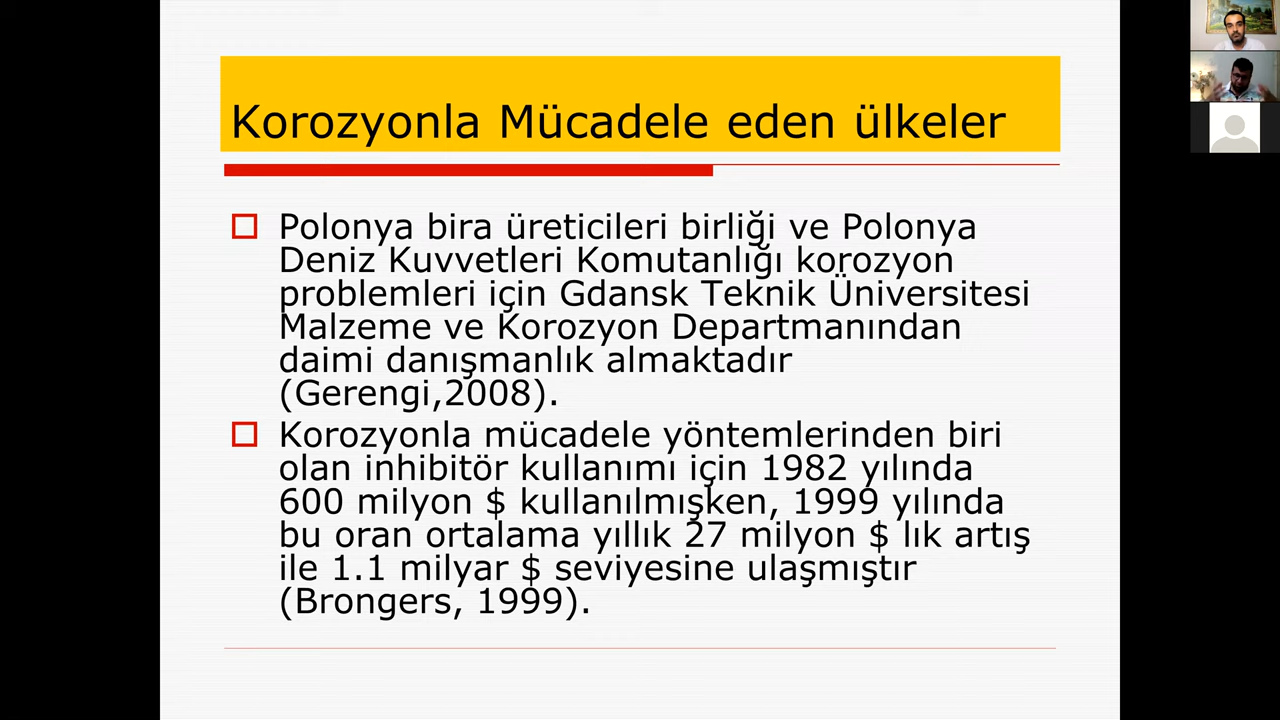 Korozyonla Mücadele eden ülkeler
Polonya bira üreticileri birliği ve Polonya
Deniz Kuvvetleri Komutanlığı korozyon
problemleri için Gdansk Teknik Üniversitesi
Malzeme ve Korozyon Departmanından
daimi danışmanlık almaktadır
(Gerengi,2008).
Korozyonla mücadele yöntemlerinden biri
olan inhibitör kullanımı için 1982 yılında
600 milyon $ kullanılmışken, 1999 yılında
bu oran ortalama yıllık 27 milyon $ lık artış
ile 1.1 milyar $ seviyesine ulaşmıştır
(Brongers, 1999).